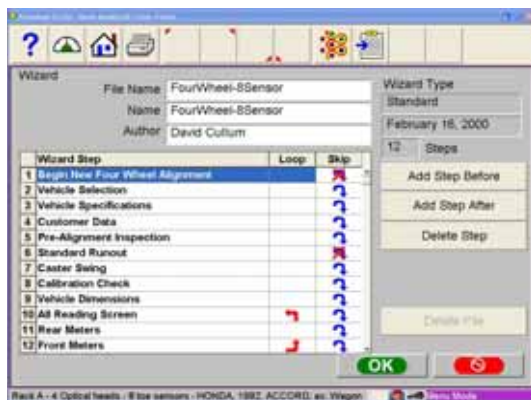 Wizard
File Name FourWheel-8Sensor
Name FourWheel-8Sensor
Author David Cullum
Wizard Type
Standard
February 16, 2000
12 Steps
Wizard Step Loop Skip
1 Begin New Four Wheel Alignment
2 Vehicle Selection
3 Vehicle Specifications
4 Customer Data
5 Pre-Alignment Inspection
6 Standard Runout
7 Caster Swing
8 Calibration Check
9 Vehicle Dimensions
10 All Reading Screen
11 Rear Meters
12 Front Meters
Add Step Before
Add Step After
Delete Step
Delete File
OK
Rack A - 4 Optical heads - 8 toe sensors - HONDA, 1992, ACCORD, ex. Wagon
Menu Mode